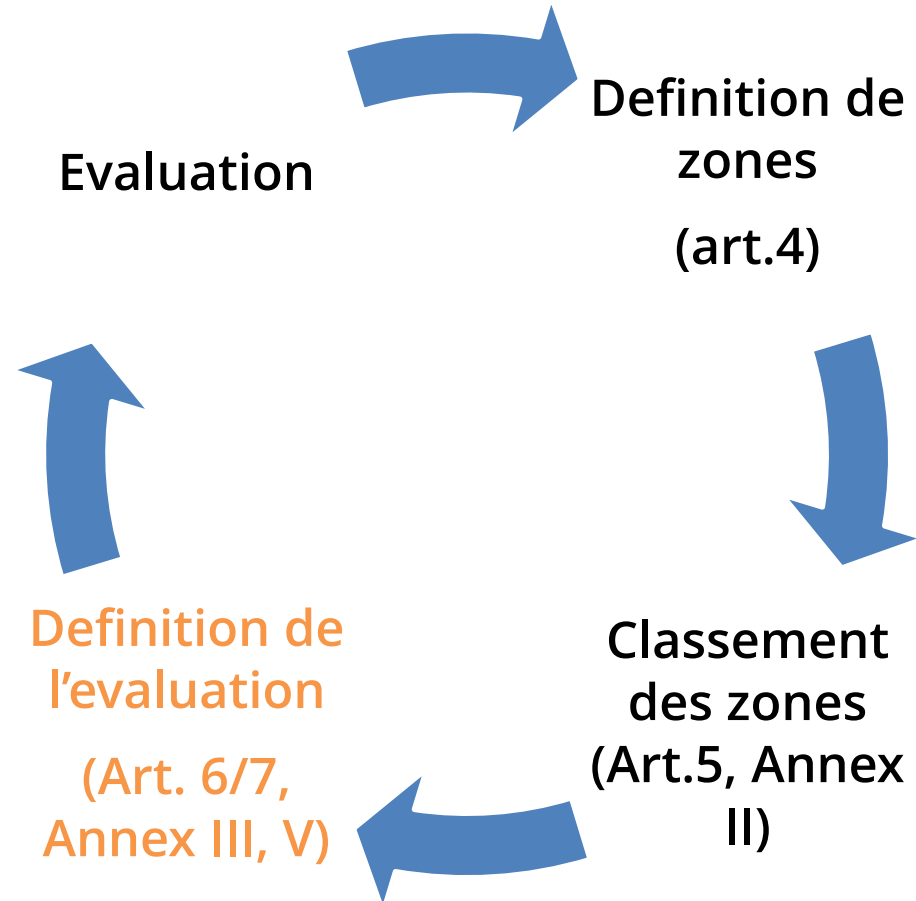 Evaluation
Definition de
zones
(art.4)
Classement
des zones
(Art.5, Annex
II)
Definition de
l’evaluation
(Art. 6/7,
Annex III, V)